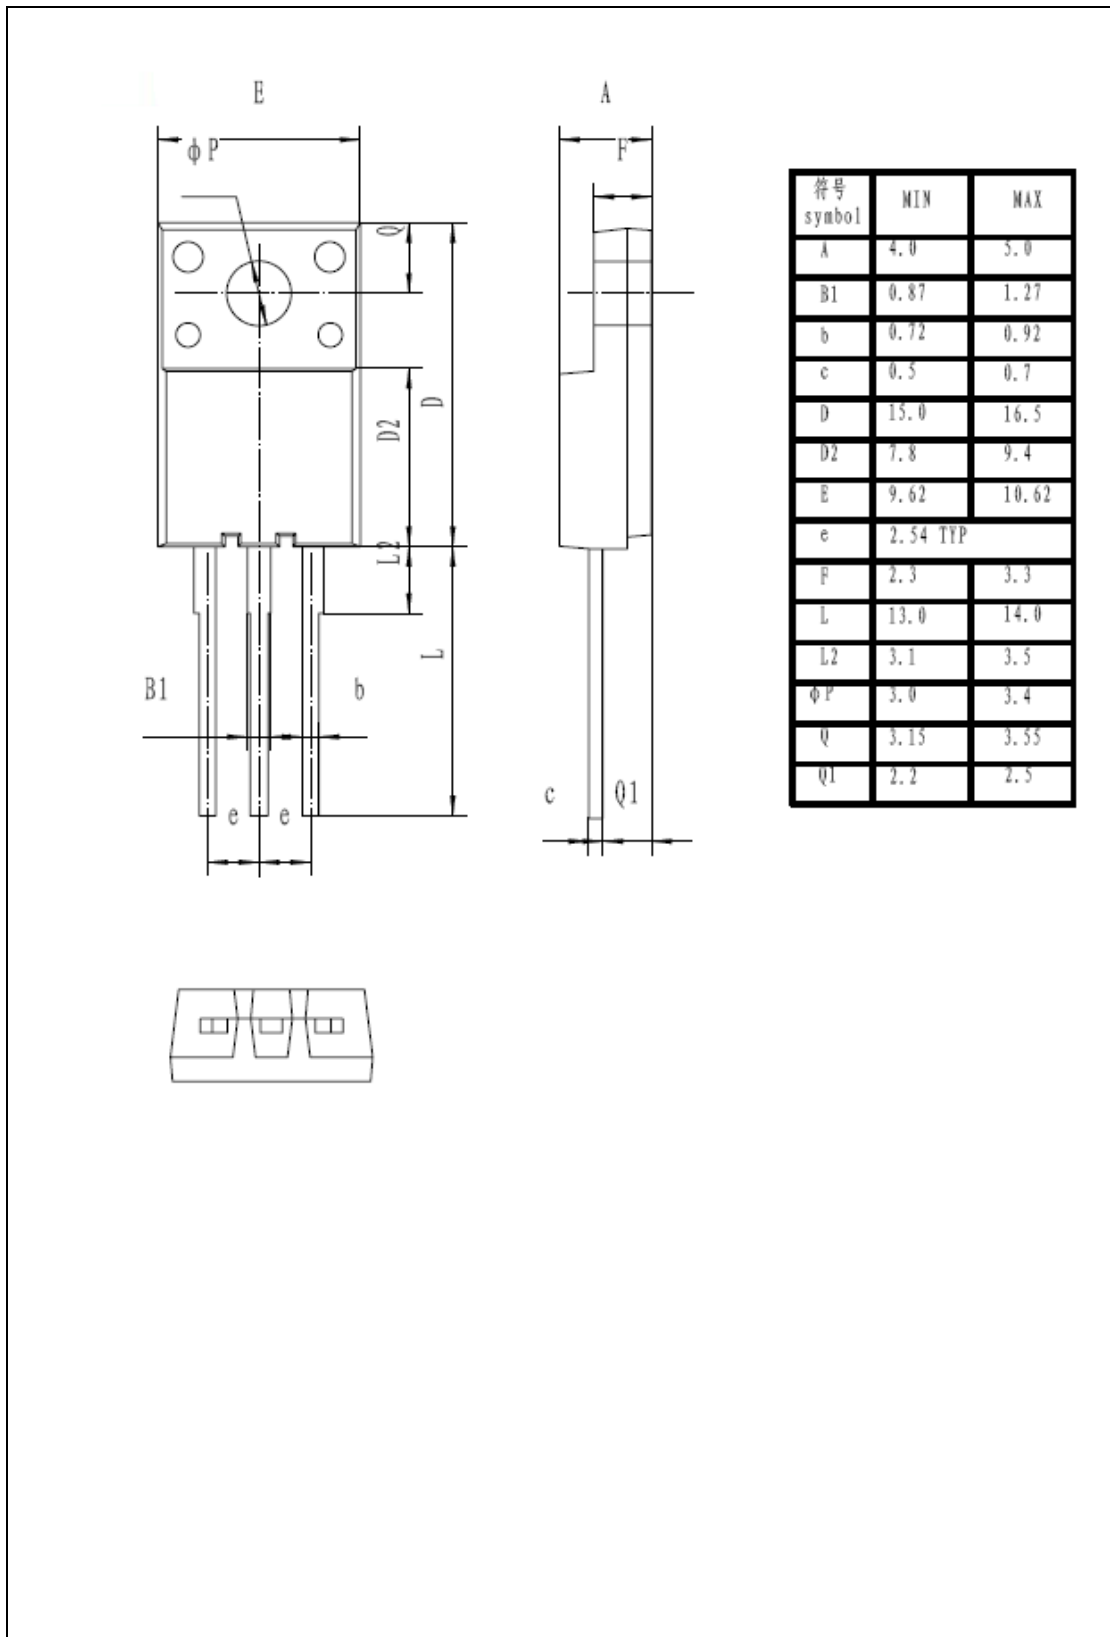 E
A
φP
F
Q
D
D2
L2
L
B1
b
e
e
c
Q1
符号 symbol MIN MAX
A 4.0 5.0
B1 0.87 1.27
b 0.72 0.92
c 0.5 0.7
D 15.0 16.5
D2 7.8 9.4
E 9.62 10.62
e 2.54 TYP
F 2.3 3.3
L 13.0 14.0
L2 3.1 3.5
φP 3.0 3.4
Q 3.15 3.55
Q1 2.2 2.5